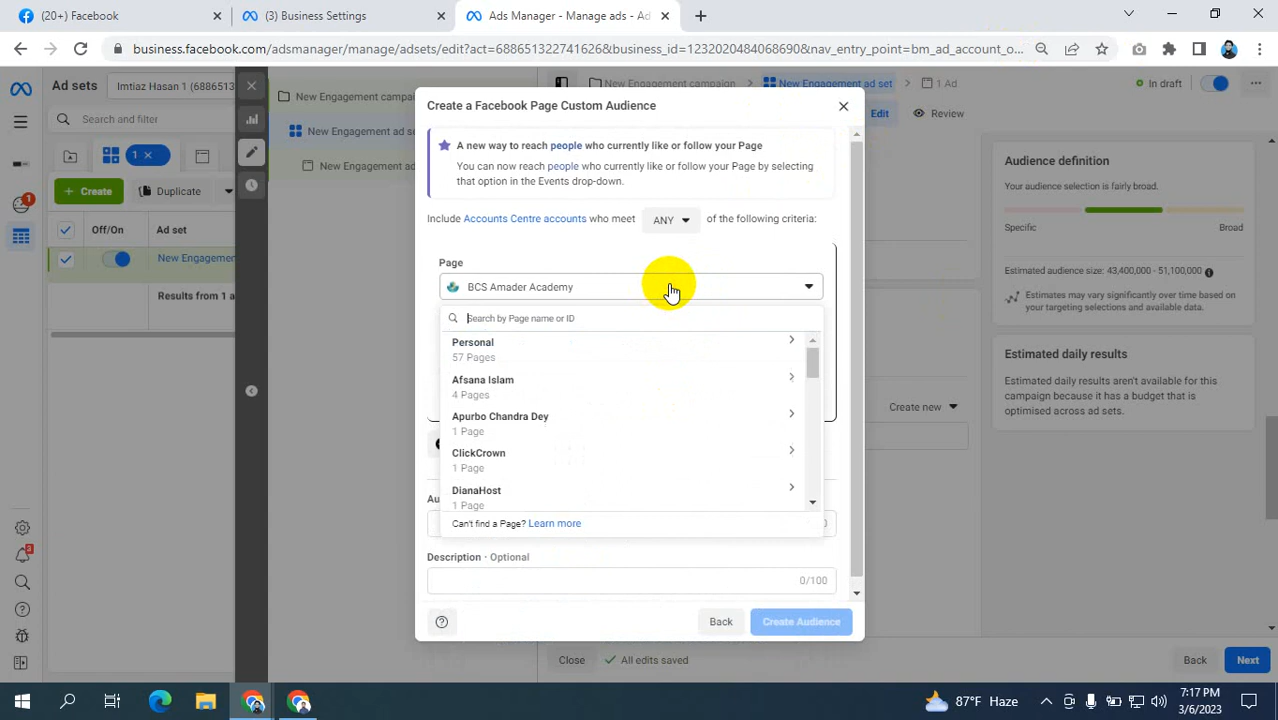 (20+) Facebook
(3) Business Settings
Ads Manager - Manage ads - Ad
business.facebook.com/adsmanager/manage/adsets/edit?act=688651322741626&business_id=1232020484068690&nav_entry_point=bm_ad_account_o...
Ad sets
Imtiaz Hasan 1 (68865
New Engagement campa
New Engagement campaign
New Engagement ad set
1 Ad
In draft
Search and filter
New Engagement ad se
New Engagement ad
Edit
Review
1
Create
Duplicate
Off/On
Ad set
New Engagemen
Results from 1 a
Create a Facebook Page Custom Audience
A new way to reach people who currently like or follow your Page
You can now reach people who currently like or follow your Page by selecting
that option in the Events drop-down.
Include Accounts Centre accounts who meet ANY of the following criteria:
Page
BCS Amader Academy
Search by Page name or ID
Personal
57 Pages
Afsana Islam
4 Pages
Apurbo Chandra Dey
1 Page
ClickCrown
1 Page
DianaHost
1 Page
Can't find a Page? Learn more
Au
Description · Optional
0/100
Back
Create Audience
Audience definition
Your audience selection is fairly broad.
Specific
Broad
Estimated audience size: 43,400,000 - 51,100,000
Estimates may vary significantly over time based on
your targeting selections and available data.
Estimated daily results
Estimated daily results aren't available for this
campaign because it has a budget that is
optimised across ad sets.
Create new
Close
All edits saved
Back
Next
87°F Haze
7:17 PM
3/6/2023